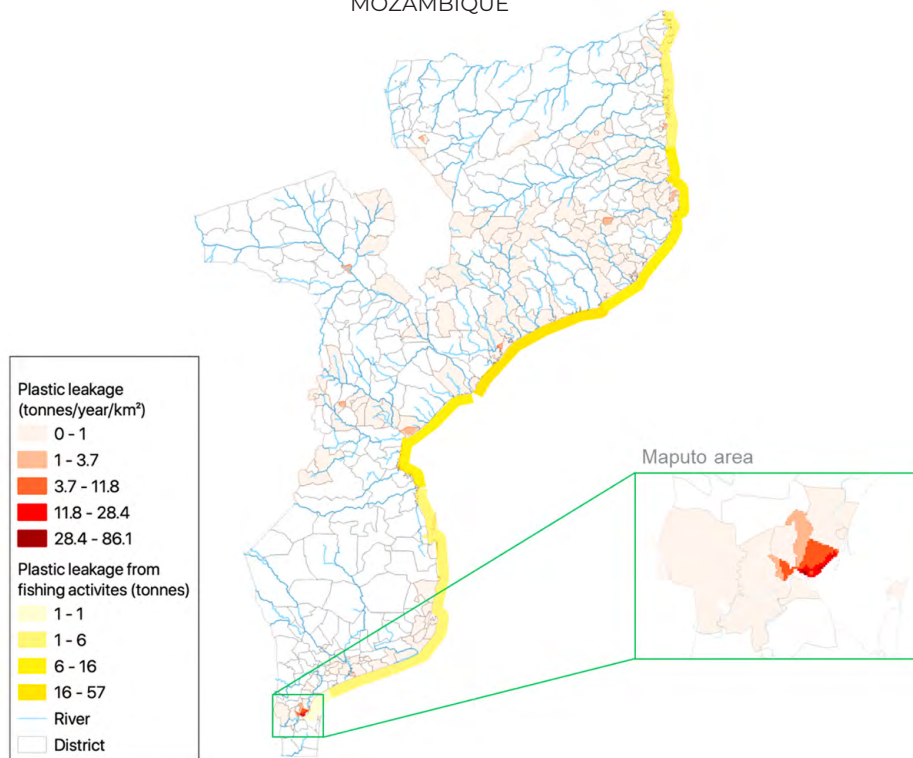 MOZAMBIQUE
Plastic leakage
(tonnes/year/km²)
0 - 1
1 - 3.7
3.7 - 11.8
11.8 - 28.4
28.4 - 86.1
Plastic leakage from
fishing activites (tonnes)
1 - 1
1 - 6
6 - 16
16 - 57
River
District
Maputo area